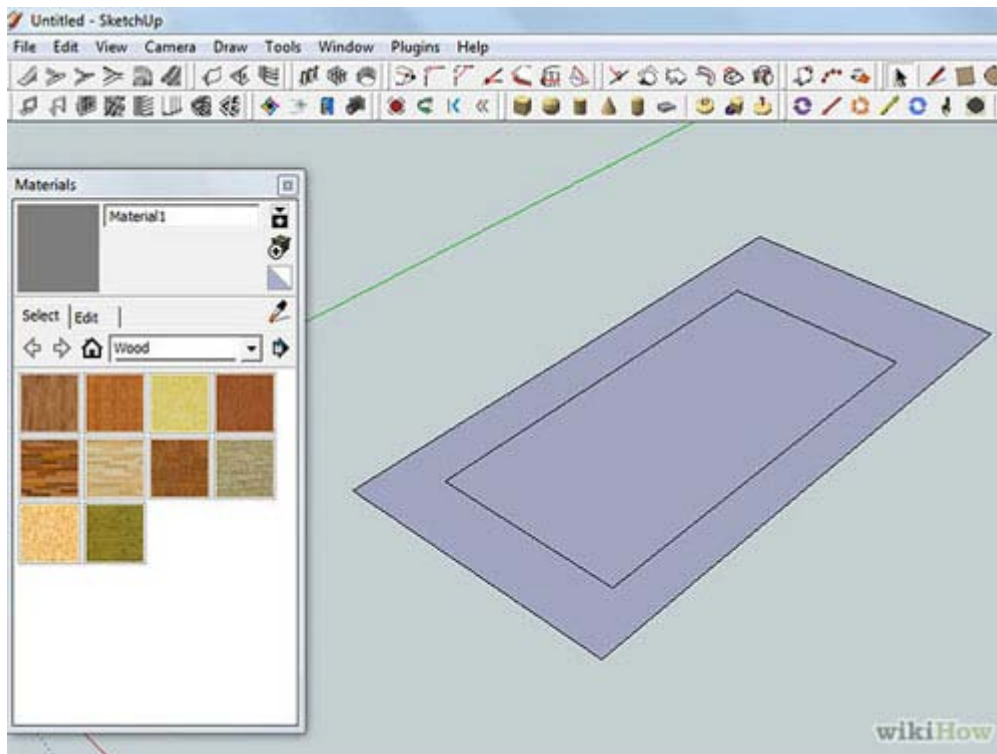 Untitled - SketchUp
File Edit View Camera Draw Tools Window Plugins Help
Materials
Material1
Select Edit
Wood
wikiHow